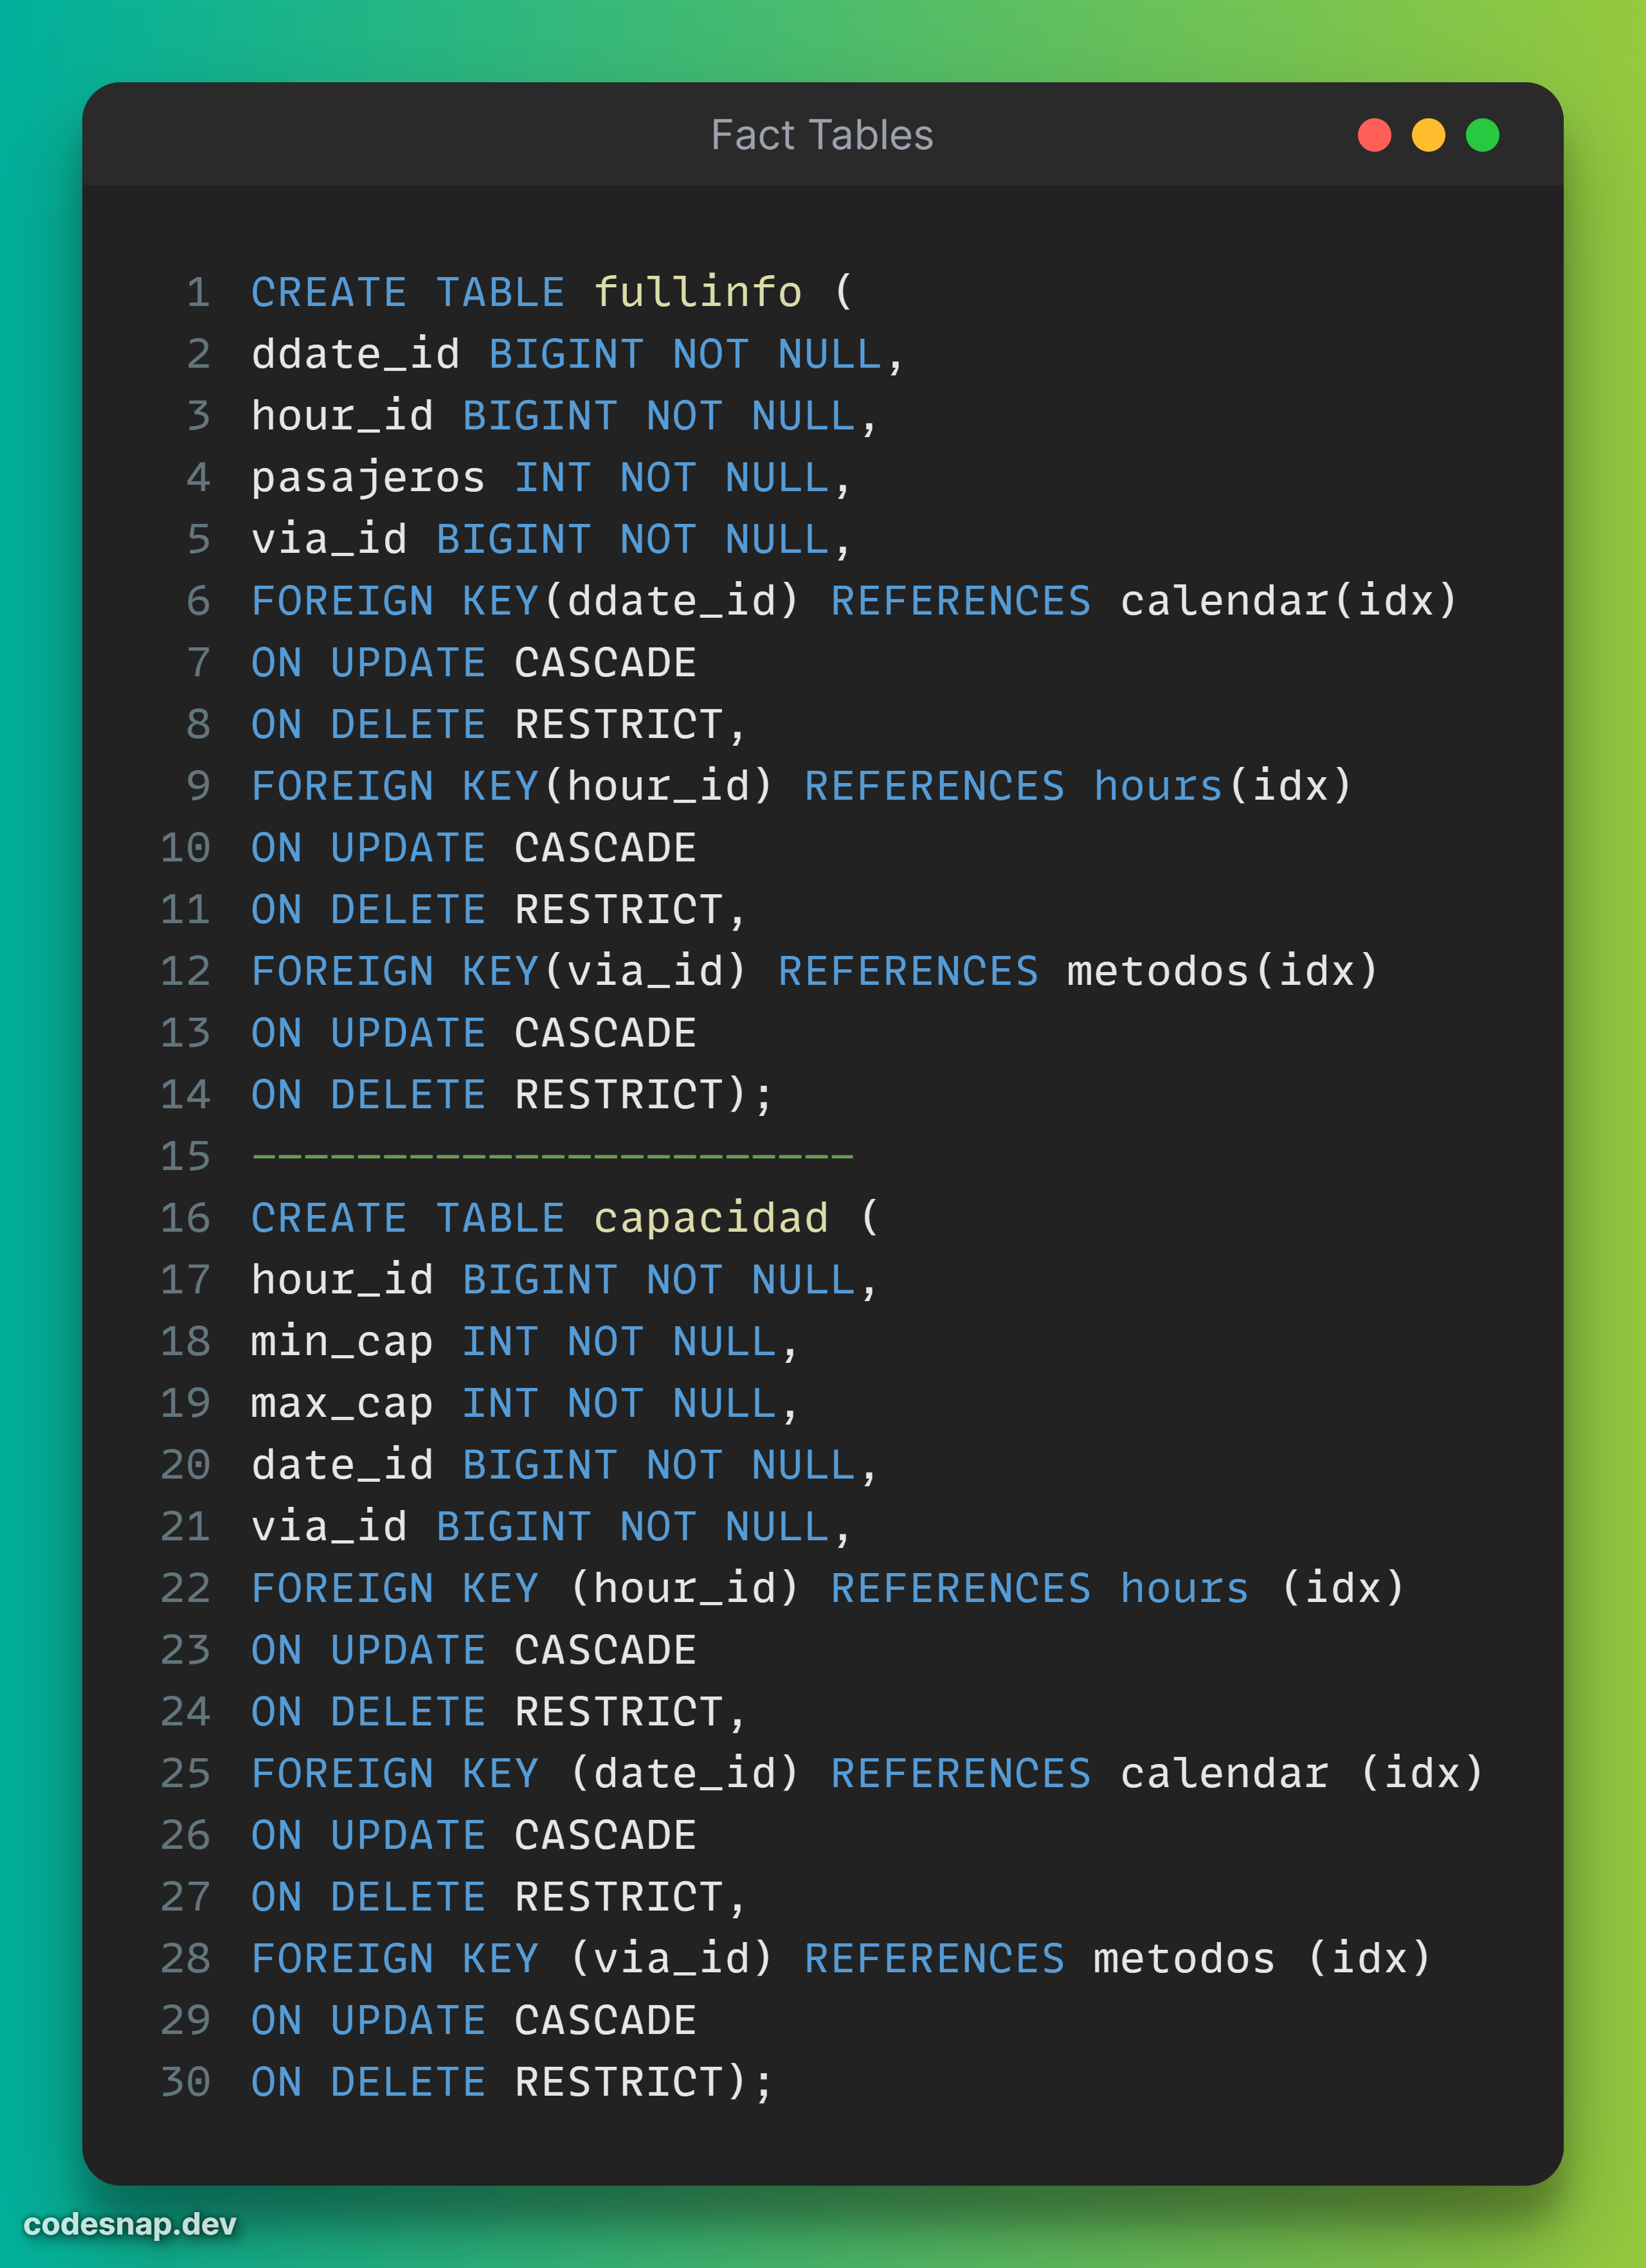 Fact Tables
1 CREATE TABLE fullinfo (
2 ddate_id BIGINT NOT NULL,
3 hour_id BIGINT NOT NULL,
4 pasajeros INT NOT NULL,
5 via_id BIGINT NOT NULL,
6 FOREIGN KEY(ddate_id) REFERENCES calendar(idx)
7 ON UPDATE CASCADE
8 ON DELETE RESTRICT,
9 FOREIGN KEY(hour_id) REFERENCES hours(idx)
10 ON UPDATE CASCADE
11 ON DELETE RESTRICT,
12 FOREIGN KEY(via_id) REFERENCES metodos(idx)
13 ON UPDATE CASCADE
14 ON DELETE RESTRICT);
15 -----------------------
16 CREATE TABLE capacidad (
17 hour_id BIGINT NOT NULL,
18 min_cap INT NOT NULL,
19 max_cap INT NOT NULL,
20 date_id BIGINT NOT NULL,
21 via_id BIGINT NOT NULL,
22 FOREIGN KEY (hour_id) REFERENCES hours (idx)
23 ON UPDATE CASCADE
24 ON DELETE RESTRICT,
25 FOREIGN KEY (date_id) REFERENCES calendar (idx)
26 ON UPDATE CASCADE
27 ON DELETE RESTRICT,
28 FOREIGN KEY (via_id) REFERENCES metodos (idx)
29 ON UPDATE CASCADE
30 ON DELETE RESTRICT);
codesnap.dev